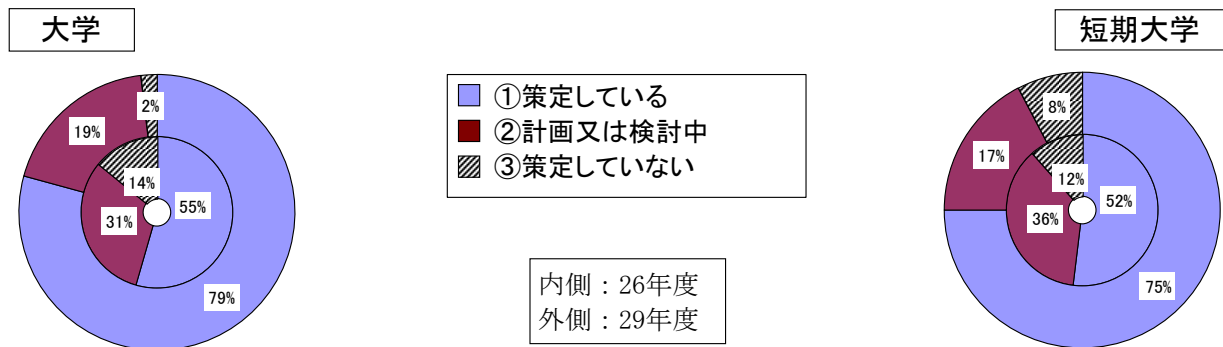 大学
短期大学
①策定している
②計画又は検討中
③策定していない
2%
19%
14%
55%
31%
79%
8%
17%
12%
52%
36%
75%
内側：26年度
外側：29年度